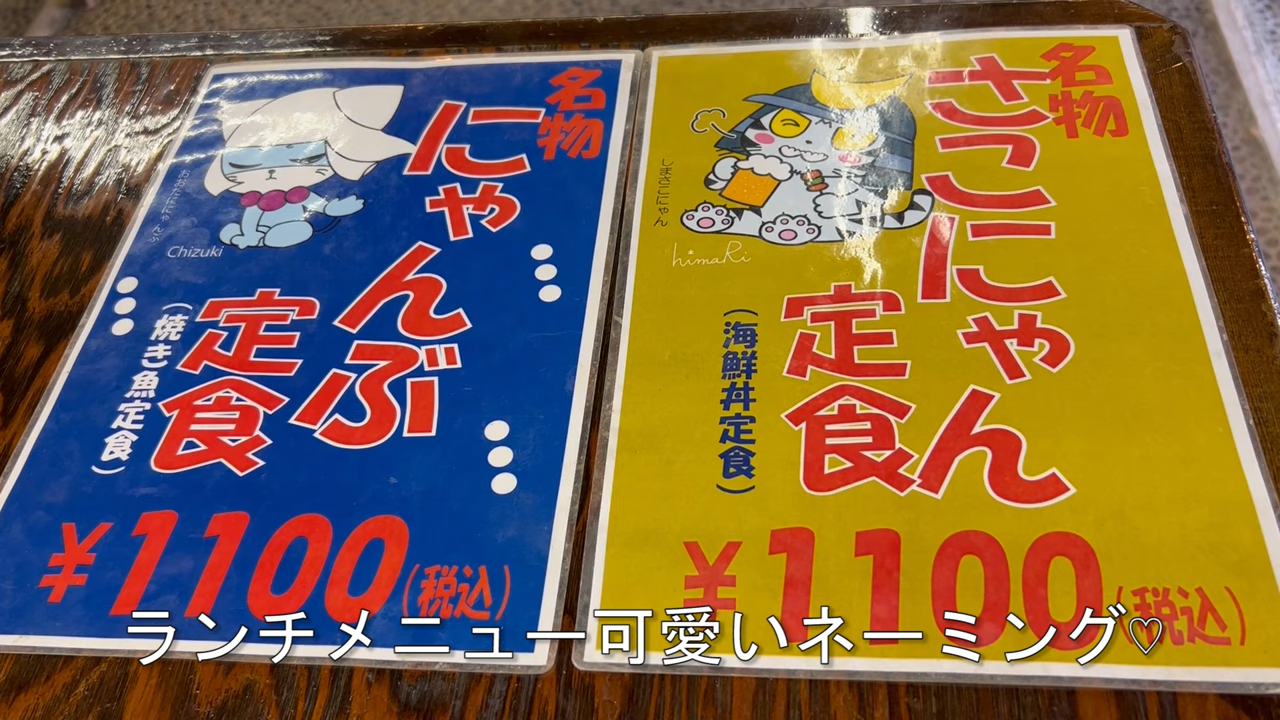 名物
にゃんぶ
定食
(焼き魚定食)
おおたににゃんぶ
Chizuki
¥1100(税込)
名物
さこにゃん
定食
(海鮮丼定食)
しまさこにゃん
himaRi
¥1100(税込)
ランチメニュー可愛いネーミング♡